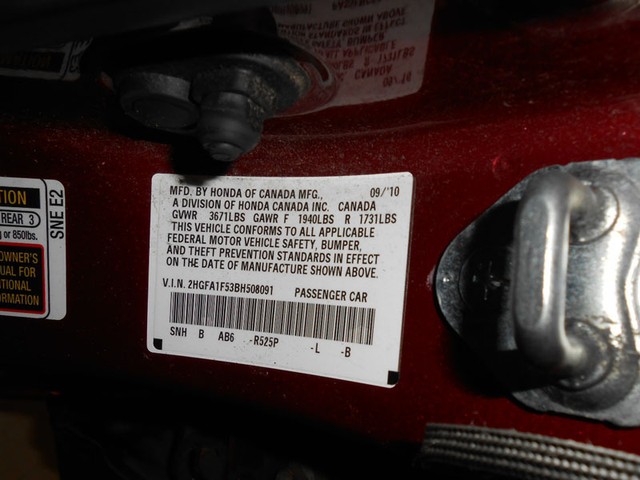 MFD. BY HONDA OF CANADA MFG., 09/'10
A DIVISION OF HONDA CANADA INC. CANADA
GVWR 3671LBS GAWR F 1940LBS R 1731LBS
THIS VEHICLE CONFORMS TO ALL APPLICABLE
FEDERAL MOTOR VEHICLE SAFETY, BUMPER,
AND THEFT PREVENTION STANDARDS IN EFFECT
ON THE DATE OF MANUFACTURE SHOWN ABOVE.
V.I.N. 2HGFA1F53BH508091 PASSENGER CAR
SNH B AB6 -R525P -L -B
REAR 3
or 850lbs.
OWNER'S
FOR
SNE E2